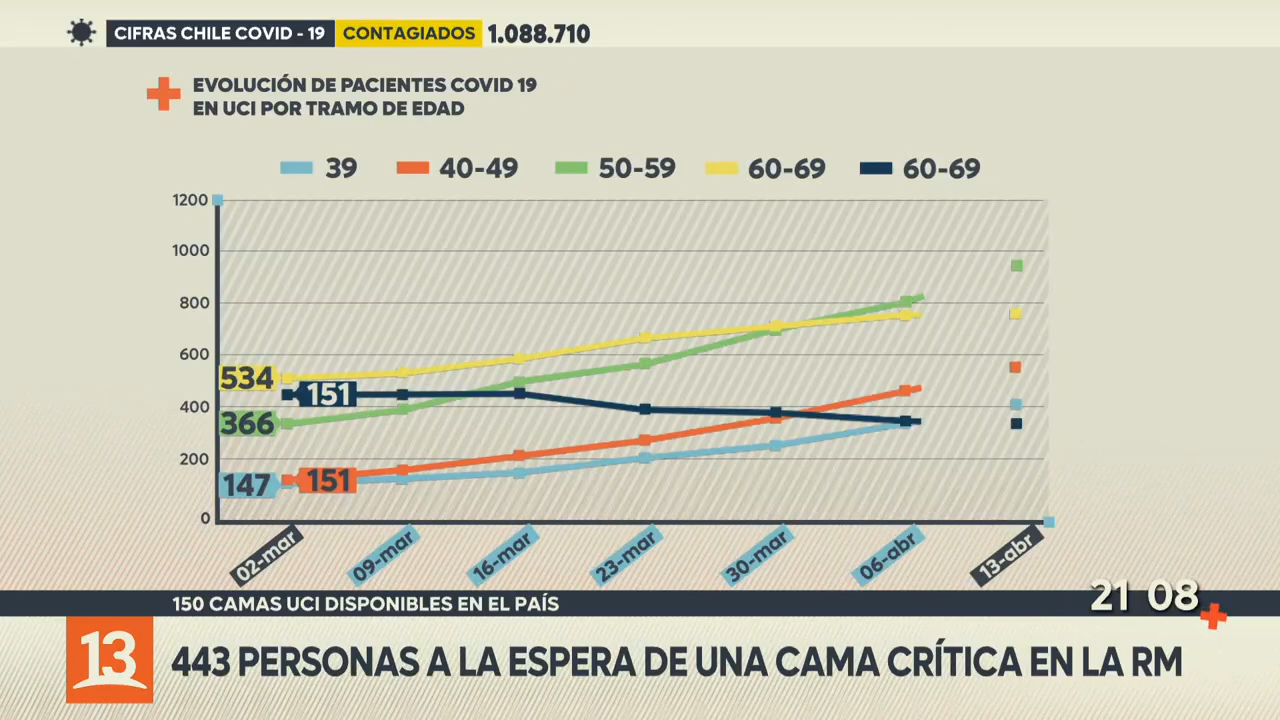 CIFRAS CHILE COVID - 19 CONTAGIADOS 1.088.710
EVOLUCIÓN DE PACIENTES COVID 19
EN UCI POR TRAMO DE EDAD
39 40-49 50-59 60-69 60-69
1200
1000
800
600
400
200
0
534
151
366
147
151
02-mar 09-mar 16-mar 23-mar 30-mar 06-abr 13-abr
150 CAMAS UCI DISPONIBLES EN EL PAÍS
21 08
13
443 PERSONAS A LA ESPERA DE UNA CAMA CRÍTICA EN LA RM